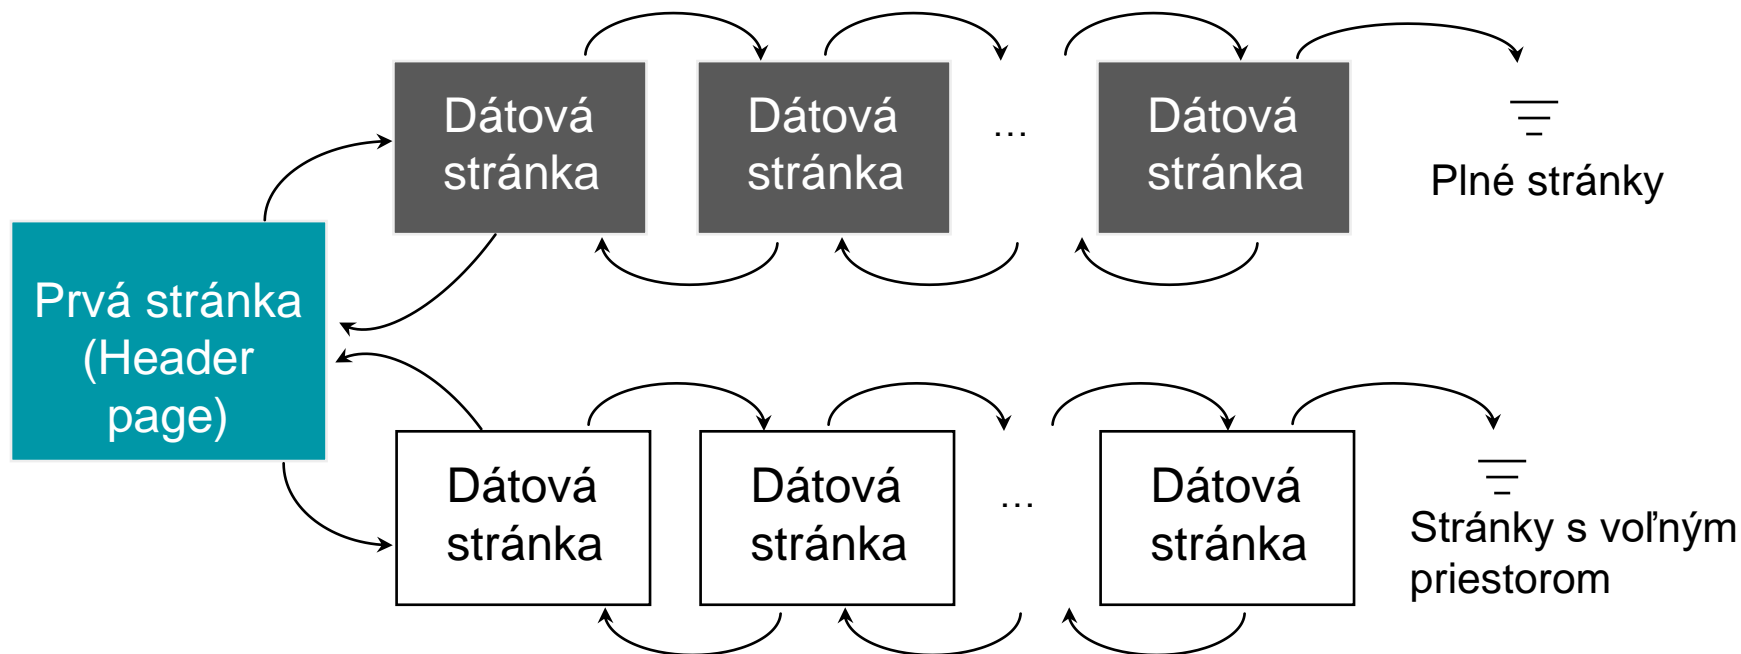 Dátová
stránka
Dátová
stránka
...
Dátová
stránka
Plné stránky
Prvá stránka
(Header
page)
Dátová
stránka
Dátová
stránka
...
Dátová
stránka
Stránky s voľným
priestorom